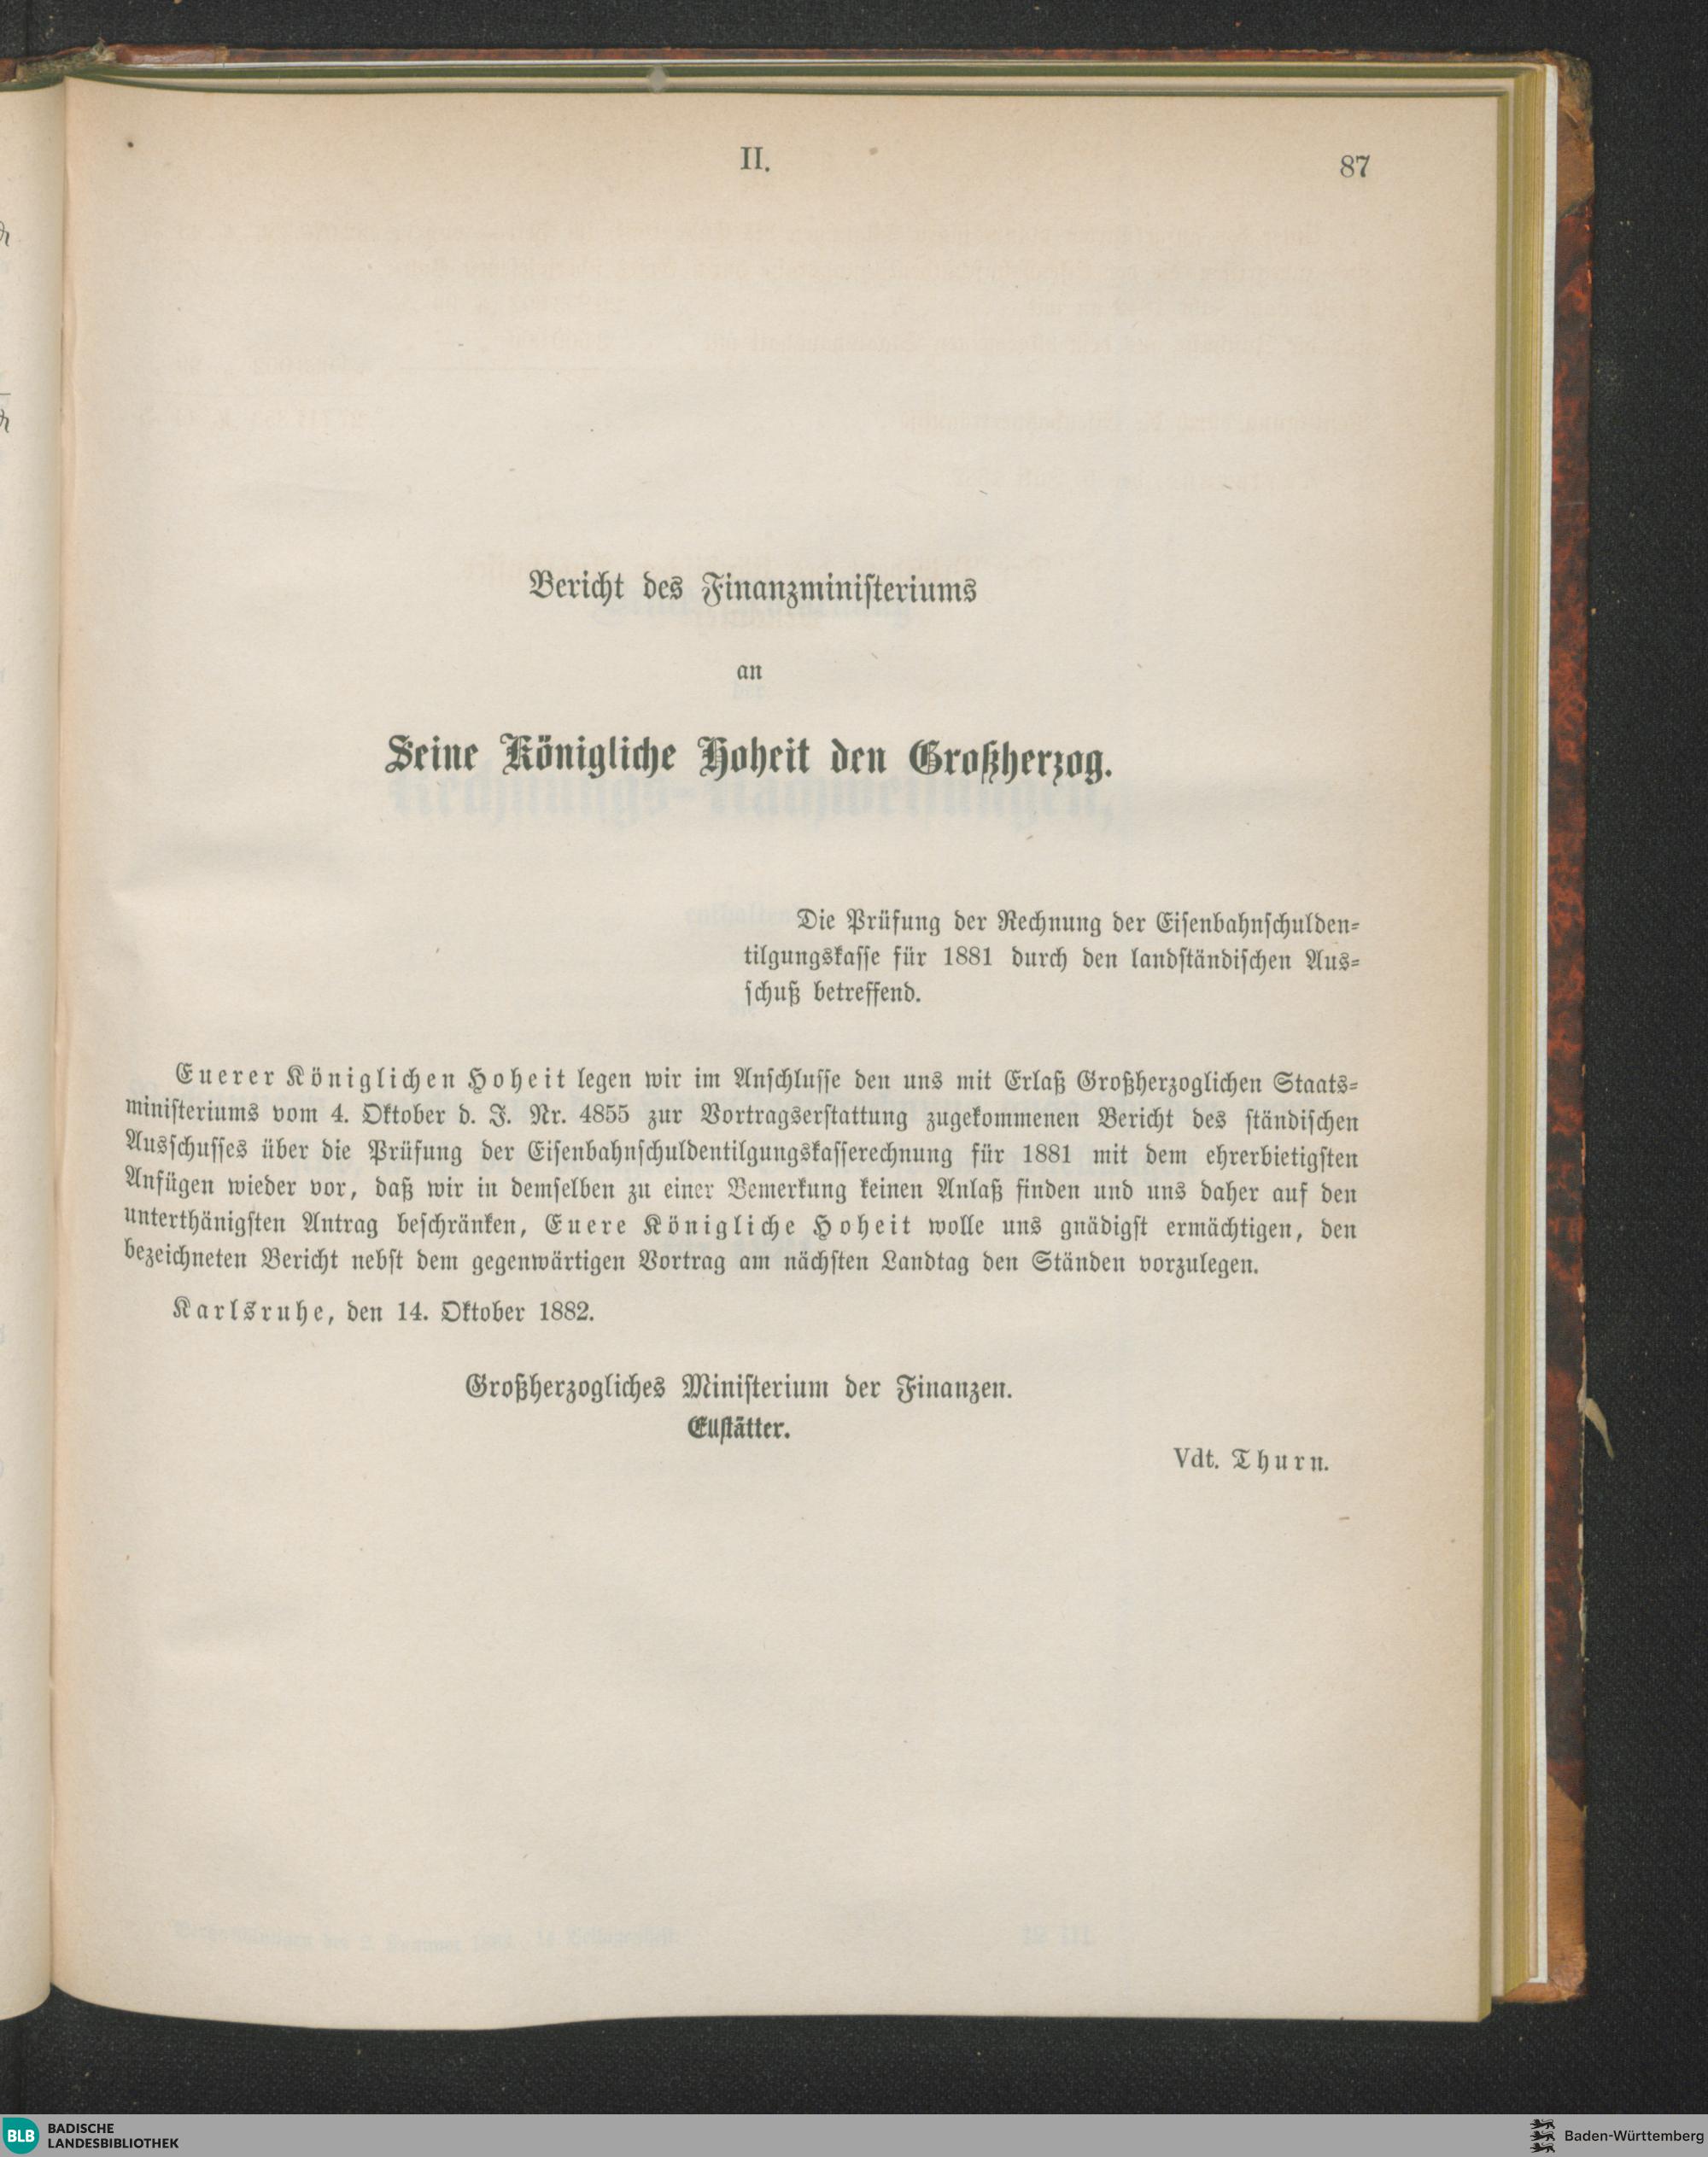 II.
87
Bericht des Finanzministeriums
an
Seine Königliche Hoheit den Großherzog.
Die Prüfung der Rechnung der Eisenbahnschulden-
tilgungskasse für 1881 durch den landständischen Aus-
schuß betreffend.
Euerer Königlichen Hoheit legen wir im Anschlusse den uns mit Erlaß Großherzoglichen Staats-
ministeriums vom 4. Oktober d. J. Nr. 4855 zur Vortragserstattung zugekommenen Bericht des ständischen
Ausschusses über die Prüfung der Eisenbahnschuldentilgungskasserechnung für 1881 mit dem ehrerbietigsten
Anfügen wieder vor, daß wir in demselben zu einer Bemerkung keinen Anlaß finden und uns daher auf den
unterthänigsten Antrag beschränken, Euere Königliche Hoheit wolle uns gnädigst ermächtigen, den
bezeichneten Bericht nebst dem gegenwärtigen Vortrag am nächsten Landtag den Ständen vorzulegen.
Karlsruhe, den 14. Oktober 1882.
Großherzogliches Ministerium der Finanzen.
Ellstätter.
Vdt. Thurn.
BLB BADISCHE
LANDESBIBLIOTHEK
Baden-Württemberg